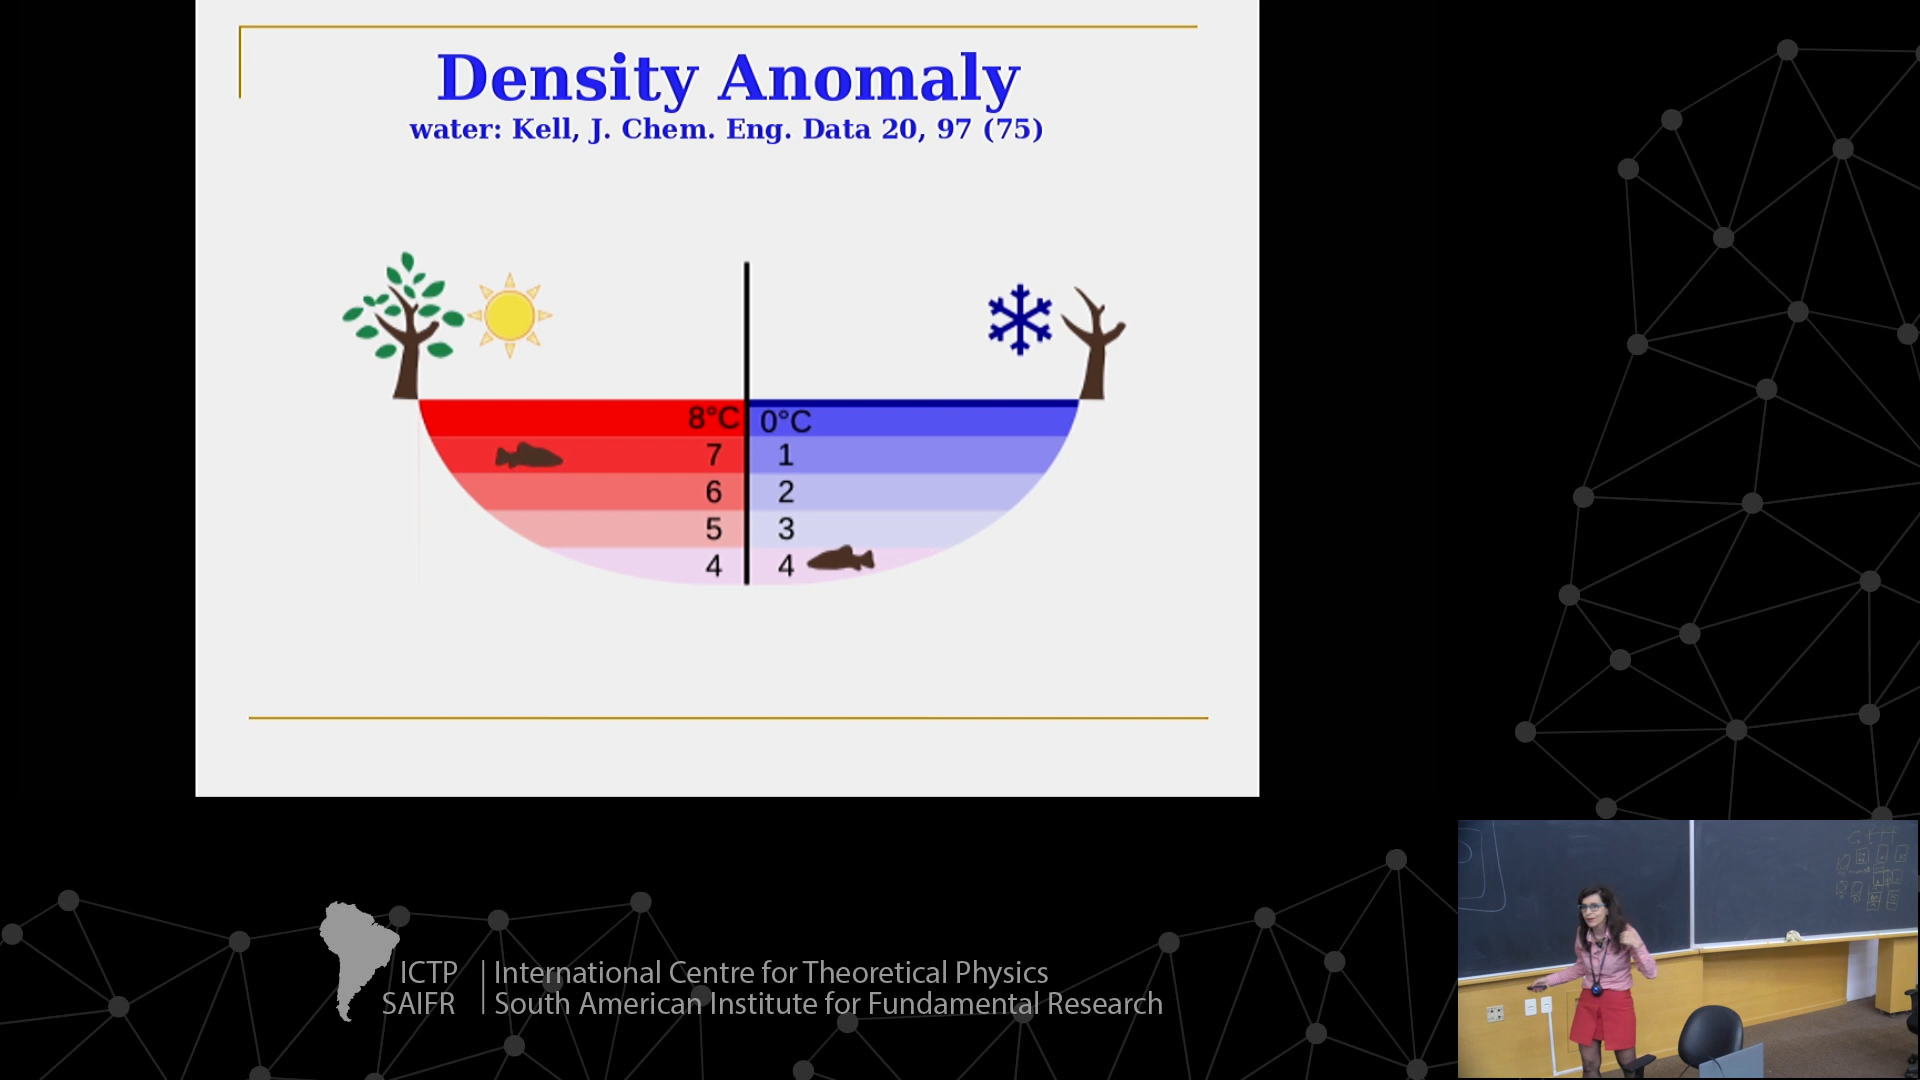 Density Anomaly
water: Kell, J. Chem. Eng. Data 20, 97 (75)
8°C 0°C
7 1
6 2
5 3
4 4
ICTP International Centre for Theoretical Physics
SAIFR South American Institute for Fundamental Research